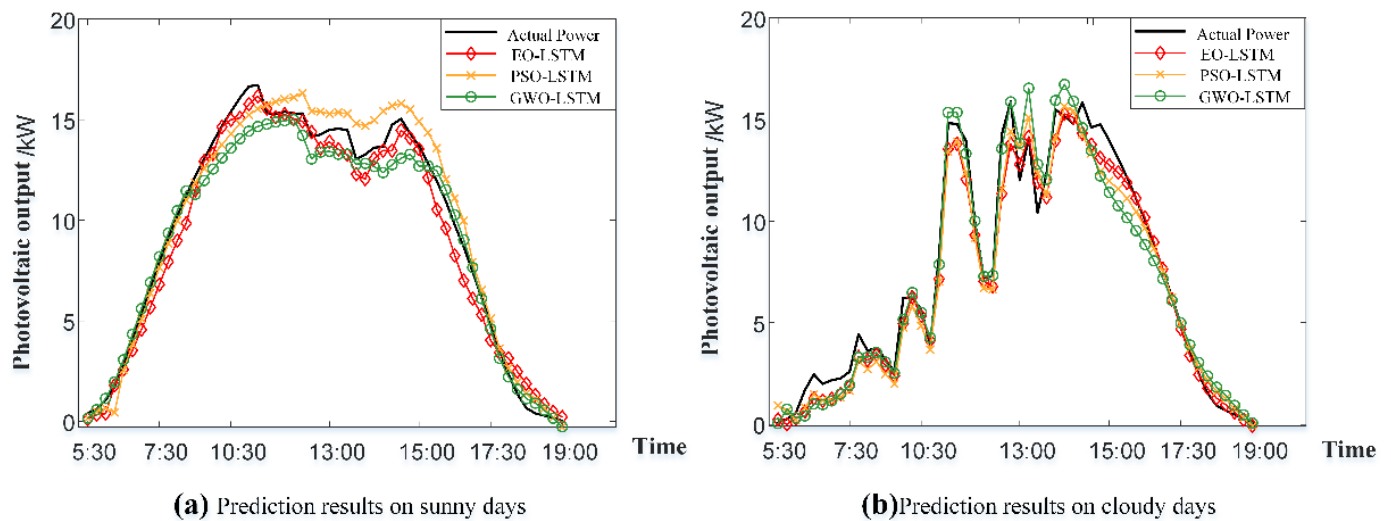 20
15
10
5
0
Photovoltaic output /kW
Actual Power
EO-LSTM
PSO-LSTM
GWO-LSTM
5:30 7:30 10:30 13:00 15:00 17:30 19:00
Time
(a) Prediction results on sunny days
20
15
10
5
0
Photovoltaic output /kW
Actual Power
EO-LSTM
PSO-LSTM
GWO-LSTM
5:30 7:30 10:30 13:00 15:00 17:30 19:00
Time
(b)Prediction results on cloudy days